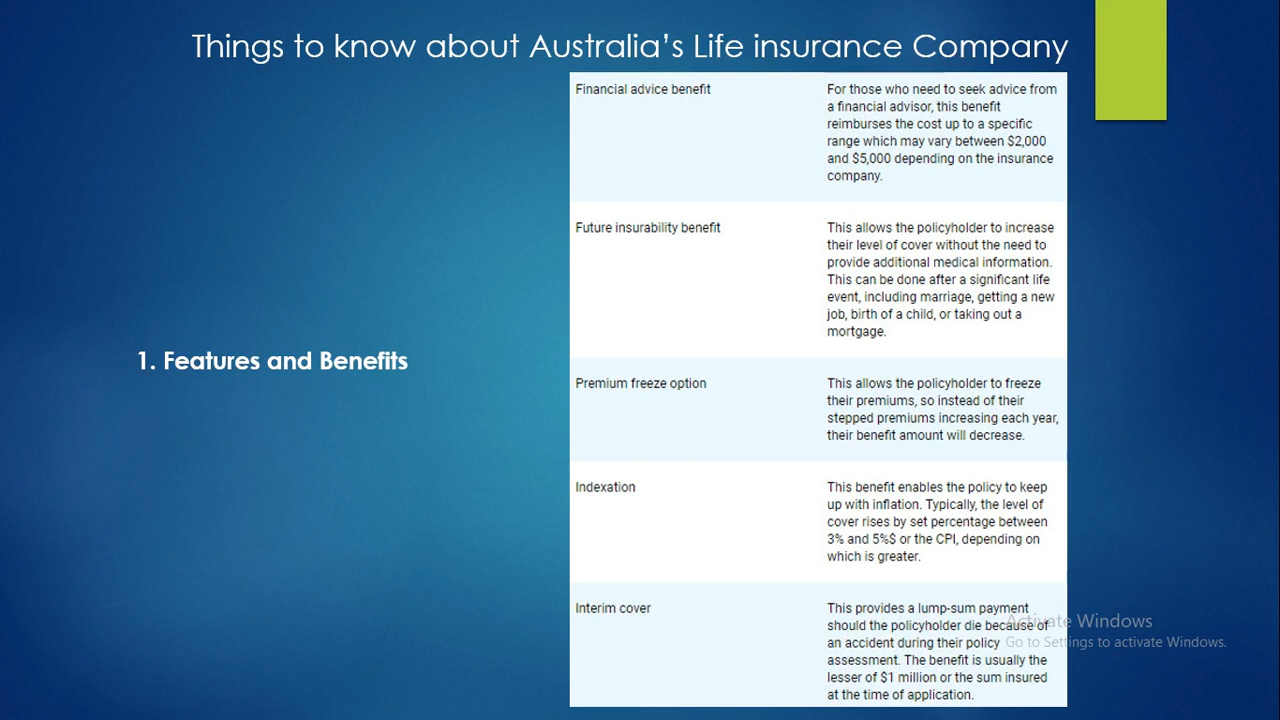 Things to know about Australia’s Life insurance Company
1. Features and Benefits
Financial advice benefit
For those who need to seek advice from
a financial advisor, this benefit
reimburses the cost up to a specific
range which may vary between $2,000
and $5,000 depending on the insurance
company.
Future insurability benefit
This allows the policyholder to increase
their level of cover without the need to
provide additional medical information.
This can be done after a significant life
event, including marriage, getting a new
job, birth of a child, or taking out a
mortgage.
Premium freeze option
This allows the policyholder to freeze
their premiums, so instead of their
stepped premiums increasing each year,
their benefit amount will decrease.
Indexation
This benefit enables the policy to keep
up with inflation. Typically, the level of
cover rises by set percentage between
3% and 5%$ or the CPI, depending on
which is greater.
Interim cover
This provides a lump-sum payment
should the policyholder die because of
an accident during their policy
assessment. The benefit is usually the
lesser of $1 million or the sum insured
at the time of application.
Activate Windows
Go to Settings to activate Windows.